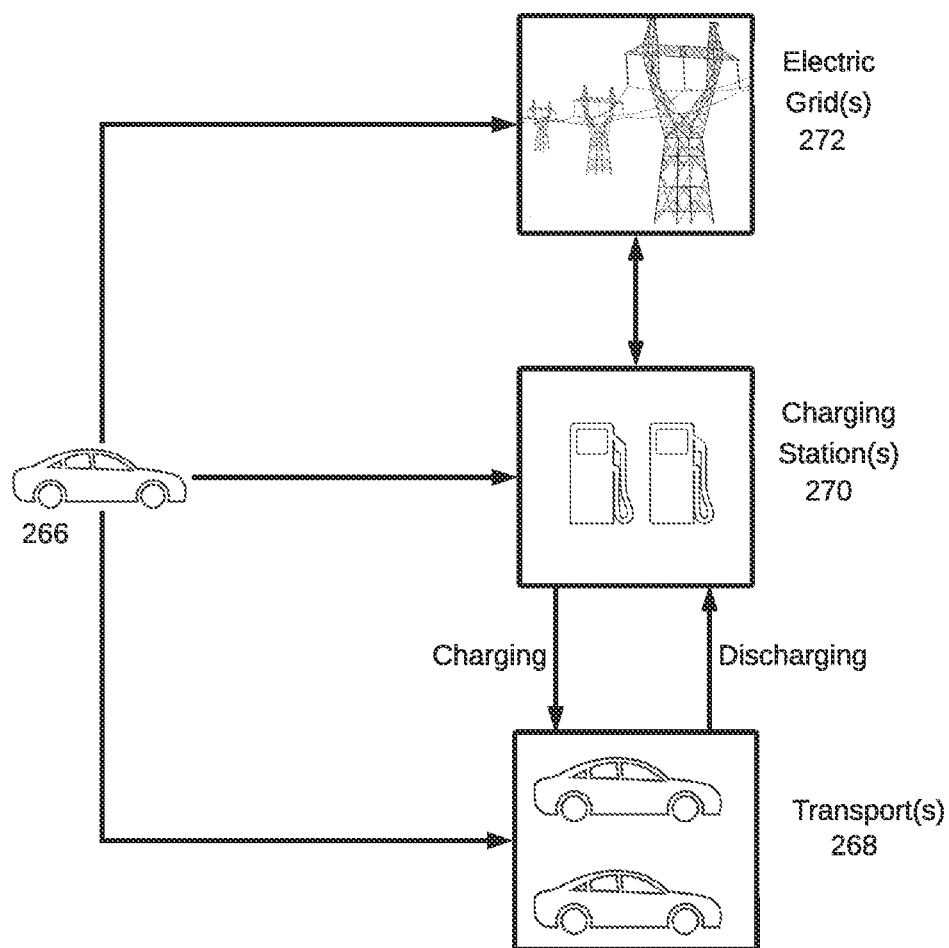 Electric
Grid(s)
272
Charging
Station(s)
270
266
Charging
Discharging
Transport(s)
268